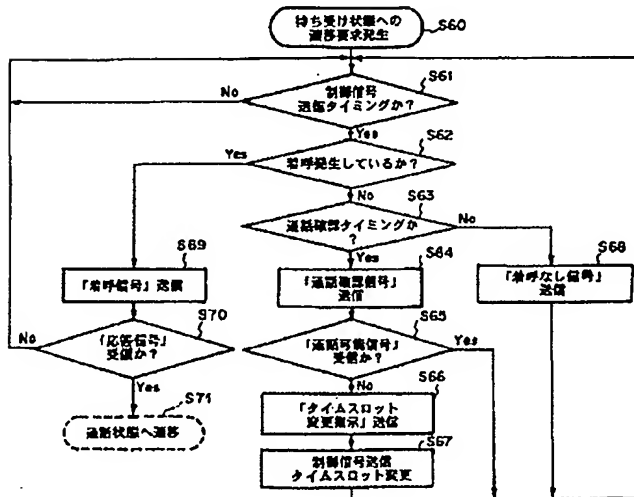 待ち受け状態への
遷移要求発生
S60
S61
No
制御信号
送信タイミングか？
Yes
S62
Yes
着呼発生しているか？
No
S63
通話確認タイミングか
？
No
S69
Yes
S64
S68
「着呼信号」送信
「通話確認信号」
送信
「着呼なし信号」
送信
S70
S65
No
「応答信号」
受信か？
「通話可能信号」
受信か？
Yes
Yes
No
S66
S71
「タイムスロット
変更指示」送信
通話状態へ遷移
S67
制御信号送信
タイムスロット変更